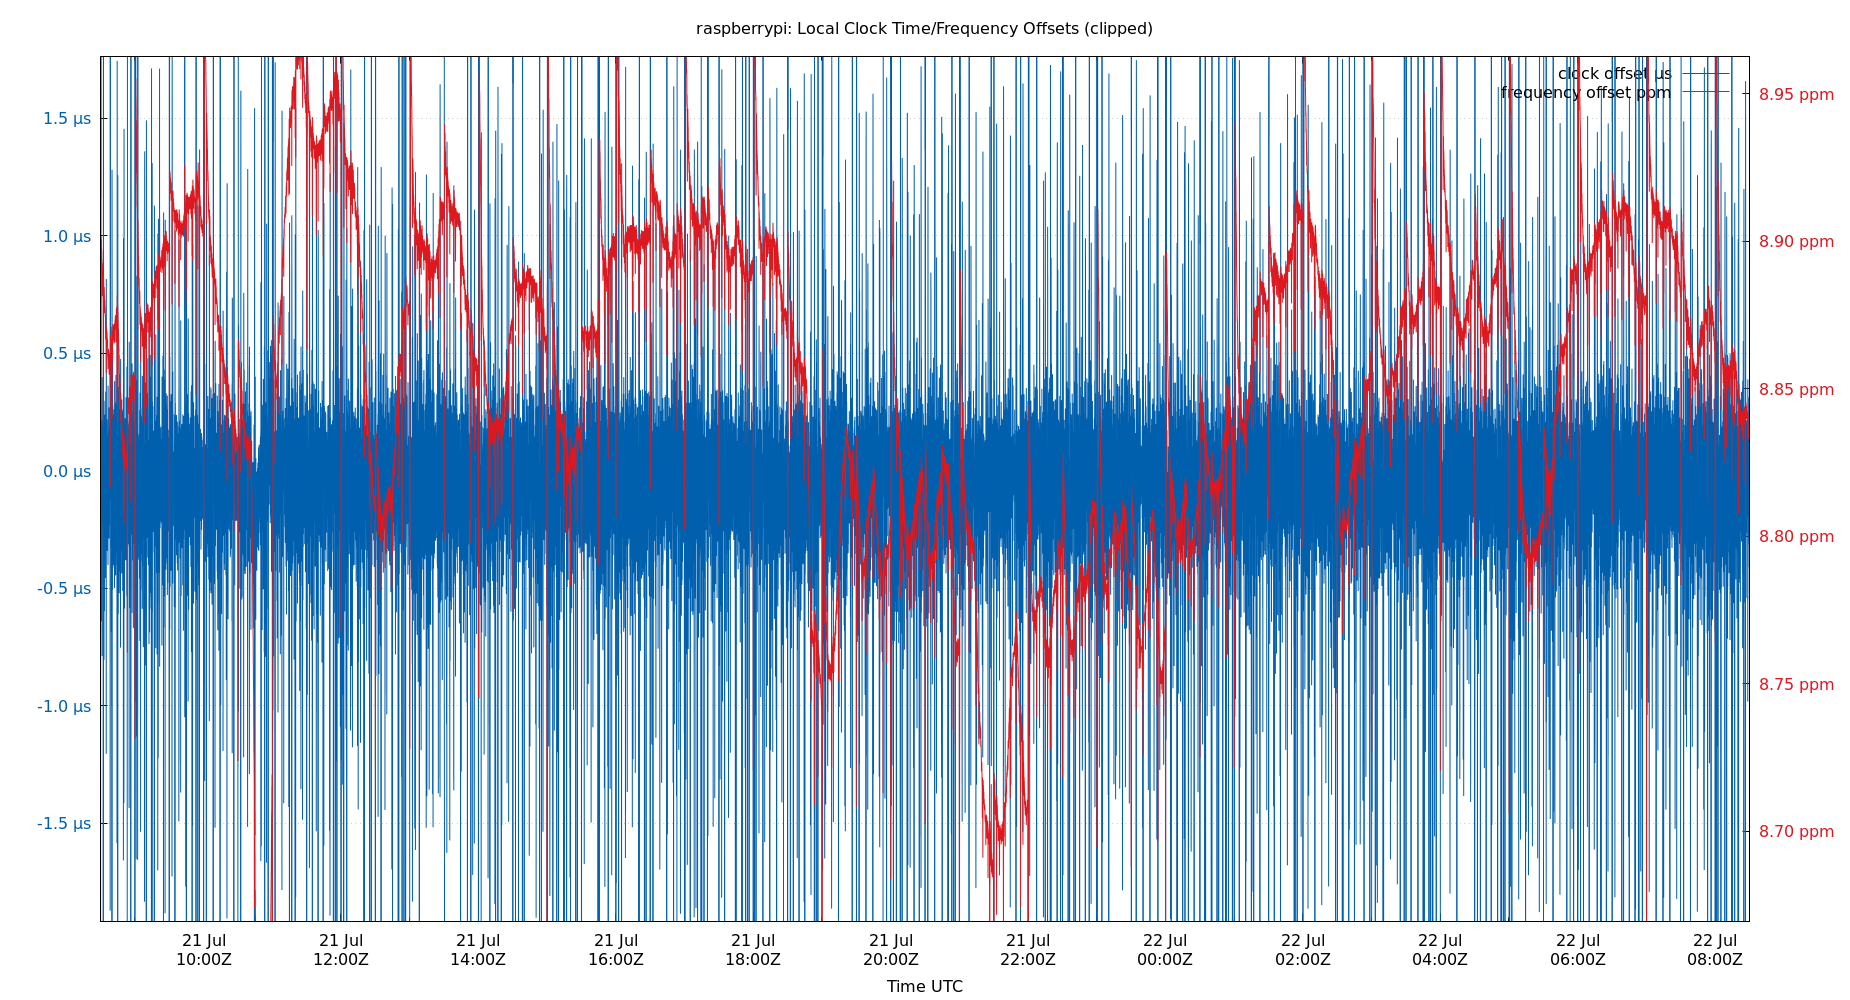 raspberrypi: Local Clock Time/Frequency Offsets (clipped)
clock offset µs
frequency offset ppm
1.5 µs
1.0 µs
0.5 µs
0.0 µs
-0.5 µs
-1.0 µs
-1.5 µs
8.95 ppm
8.90 ppm
8.85 ppm
8.80 ppm
8.75 ppm
8.70 ppm
21 Jul 21 Jul 21 Jul 21 Jul 21 Jul 21 Jul 21 Jul 22 Jul 22 Jul 22 Jul 22 Jul 22 Jul
10:00Z 12:00Z 14:00Z 16:00Z 18:00Z 20:00Z 22:00Z 00:00Z 02:00Z 04:00Z 06:00Z 08:00Z
Time UTC